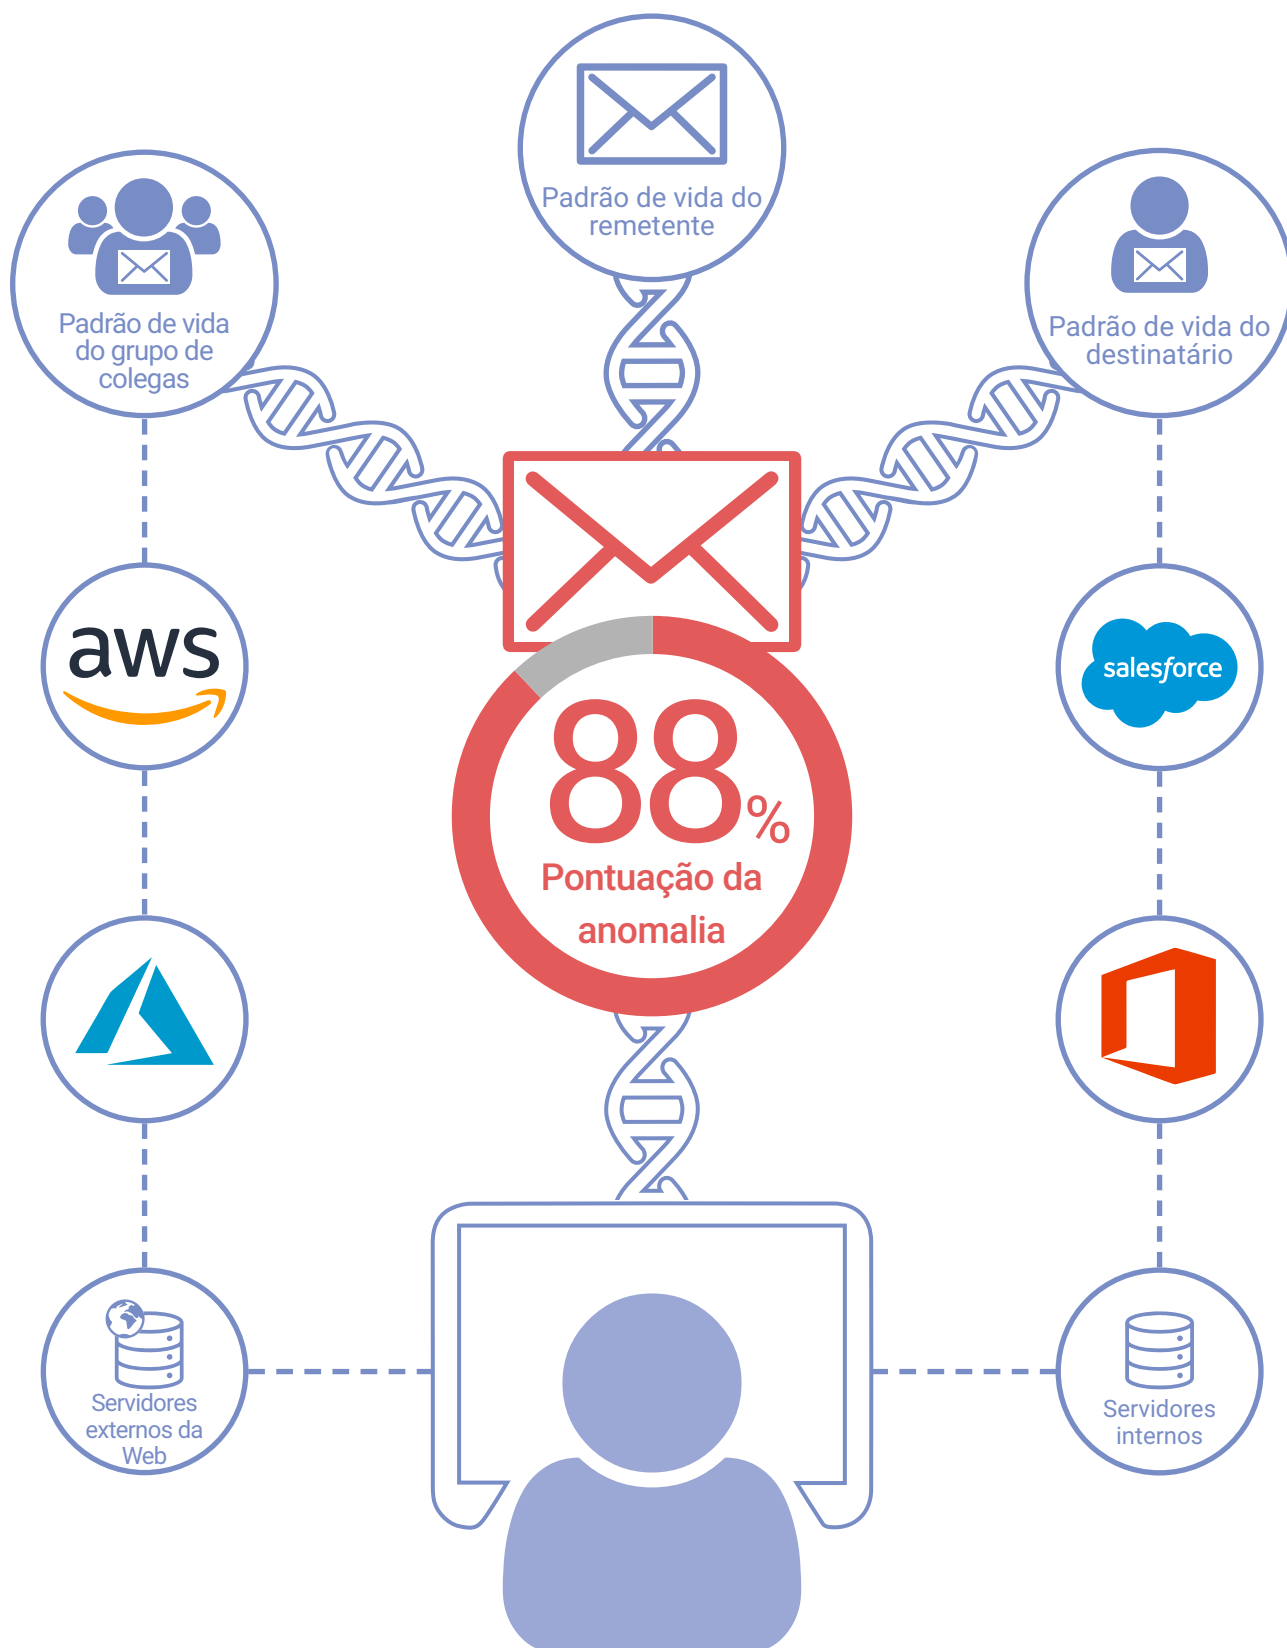 Padrão de vida do
remetente
Padrão de vida
do grupo de
colegas
Padrão de vida do
destinatário
aws
salesforce
88%
Pontuação da
anomalia
Servidores
externos da
Web
Servidores
internos